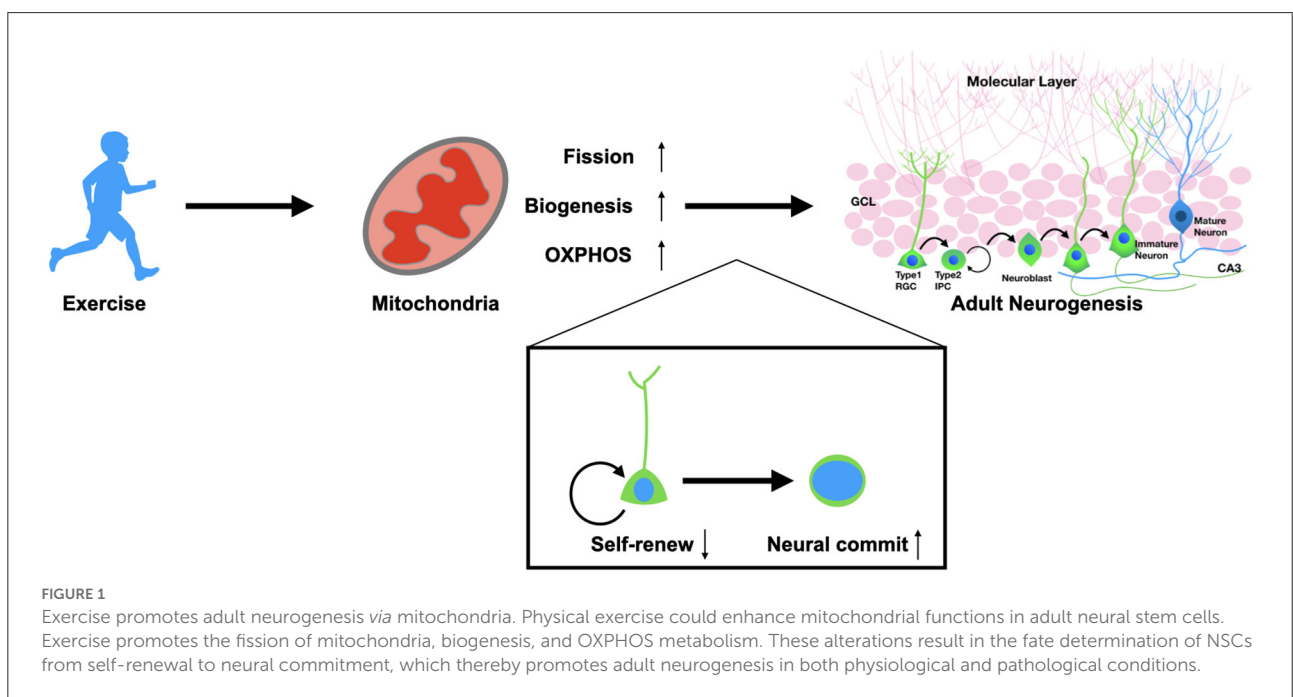 Exercise
Mitochondria
Fission ↑
Biogenesis ↑
OXPHOS ↑
Molecular Layer
GCL
Type1
RGC
Type2
IPC
Neuroblast
Immature
Neuron
Mature
Neuron
CA3
Adult Neurogenesis
Self-renew ↓
Neural commit ↑
FIGURE 1
Exercise promotes adult neurogenesis via mitochondria. Physical exercise could enhance mitochondrial functions in adult neural stem cells.
Exercise promotes the fission of mitochondria, biogenesis, and OXPHOS metabolism. These alterations result in the fate determination of NSCs
from self-renewal to neural commitment, which thereby promotes adult neurogenesis in both physiological and pathological conditions.